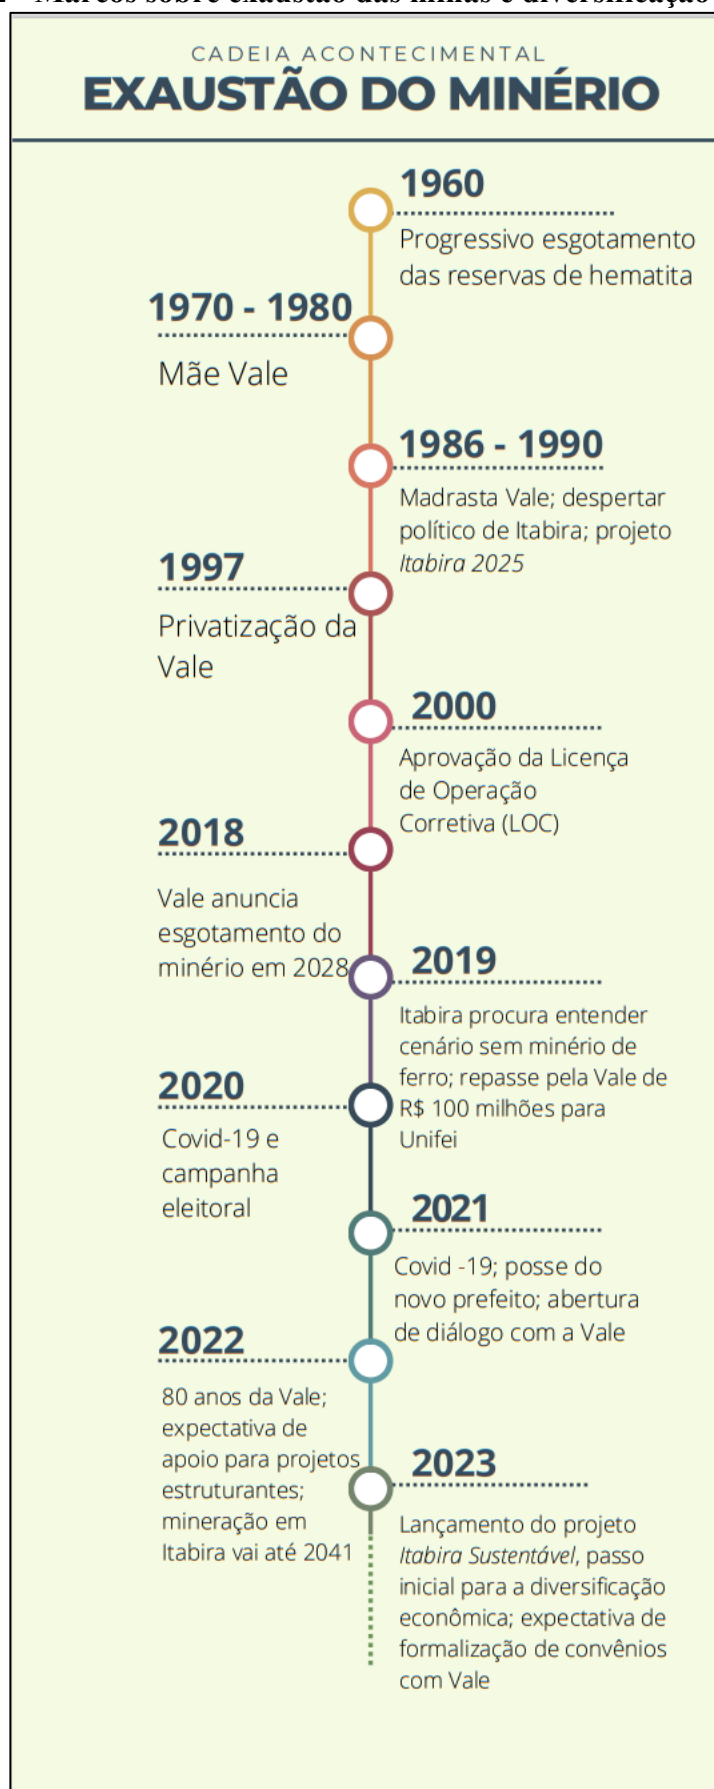 Marcos sobre exaustão das minas e diversificação
CADEIA ACONTECIMENTAL
EXAUSTÃO DO MINÉRIO
1960
Progressivo esgotamento
das reservas de hematita
1970 - 1980
Mãe Vale
1986 - 1990
Madrasta Vale; despertar
político de Itabira; projeto
Itabira 2025
1997
Privatização da
Vale
2000
Aprovação da Licença
de Operação
Corretiva (LOC)
2018
Vale anuncia
esgotamento do
minério em 2028
2019
Itabira procura entender
cenário sem minério de
ferro; repasse pela Vale de
R$ 100 milhões para
Unifei
2020
Covid-19 e
campanha
eleitoral
2021
Covid -19; posse do
novo prefeito; abertura
de diálogo com a Vale
2022
80 anos da Vale;
expectativa de
apoio para projetos
estruturantes;
mineração em
Itabira vai até 2041
2023
Lançamento do projeto
Itabira Sustentável, passo
inicial para a diversificação
econômica; expectativa de
formalização de convênios
com Vale